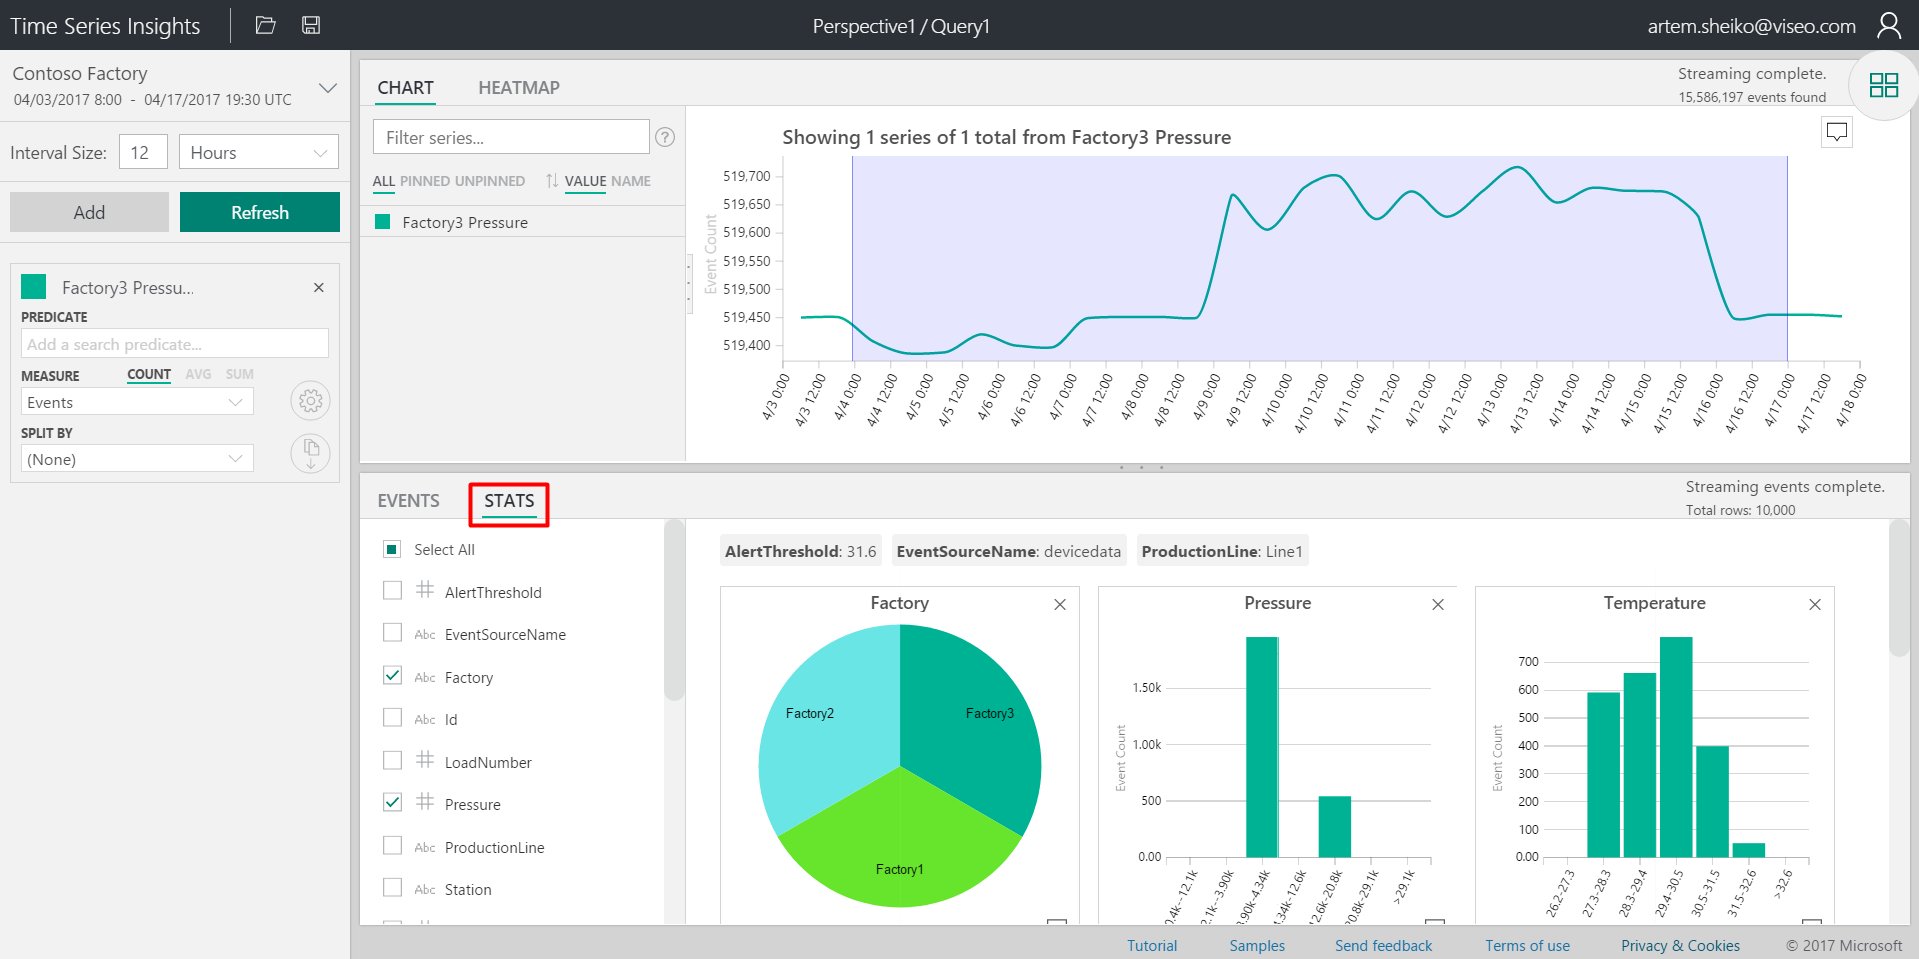 Time Series Insights
Perspective1 / Query1
artem.sheiko@viseo.com
Contoso Factory
04/03/2017 8:00 - 04/17/2017 19:30 UTC
Interval Size: 12 Hours
Add Refresh
Factory3 Pressu...
PREDICATE
Add a search predicate...
MEASURE COUNT AVG SUM
Events
SPLIT BY
(None)
CHART HEATMAP
Streaming complete.
15,586,197 events found
Filter series...
?
ALL PINNED UNPINNED VALUE NAME
Factory3 Pressure
Showing 1 series of 1 total from Factory3 Pressure
Event Count
519,700
519,650
519,600
519,550
519,500
519,450
519,400
4/3 0:00
4/3 12:00
4/4 0:00
4/4 12:00
4/5 0:00
4/5 12:00
4/6 0:00
4/6 12:00
4/7 0:00
4/7 12:00
4/8 0:00
4/8 12:00
4/9 0:00
4/9 12:00
4/10 0:00
4/10 12:00
4/11 0:00
4/11 12:00
4/12 0:00
4/12 12:00
4/13 0:00
4/13 12:00
4/14 0:00
4/14 12:00
4/15 0:00
4/15 12:00
4/16 0:00
4/16 12:00
4/17 0:00
4/17 12:00
4/18 0:00
EVENTS STATS
Streaming events complete.
Total rows: 10,000
Select All
# AlertThreshold
Abc EventSourceName
Abc Factory
Abc Id
# LoadNumber
# Pressure
Abc ProductionLine
Abc Station
AlertThreshold: 31.6 EventSourceName: devicedata ProductionLine: Line1
Factory
Factory2
Factory3
Factory1
Pressure
Event Count
1.50k
1.00k
500
0.00
0.4k--12.1k
2.1k--3.90k
3.90k-4.34k
4.34k-12.6k
12.6k-20.8k
20.8k-29.1k
>29.1k
Temperature
Event Count
700
600
500
400
300
200
100
0.00
26.2-27.3
27.3-28.3
28.3-29.4
29.4-30.5
30.5-31.5
31.5-32.6
>32.6
Tutorial Samples Send feedback Terms of use Privacy & Cookies © 2017 Microsoft